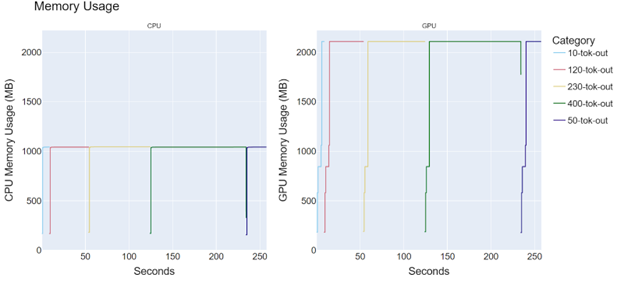 Memory Usage
CPU
GPU
CPU Memory Usage (MB)
2000
1500
1000
500
0
50
100
150
200
250
Seconds
GPU Memory Usage (MB)
2000
1500
1000
500
0
50
100
150
200
250
Seconds
Category
10-tok-out
120-tok-out
230-tok-out
400-tok-out
50-tok-out